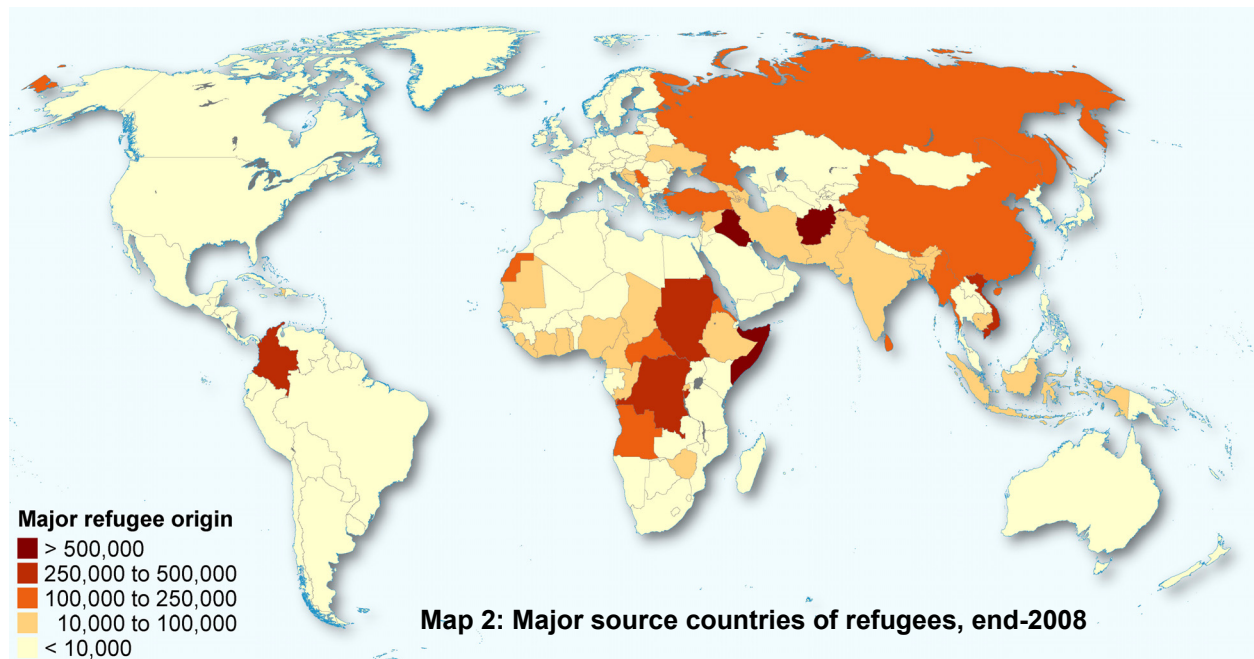 Major refugee origin
> 500,000
250,000 to 500,000
100,000 to 250,000
10,000 to 100,000
< 10,000
Map 2: Major source countries of refugees, end-2008